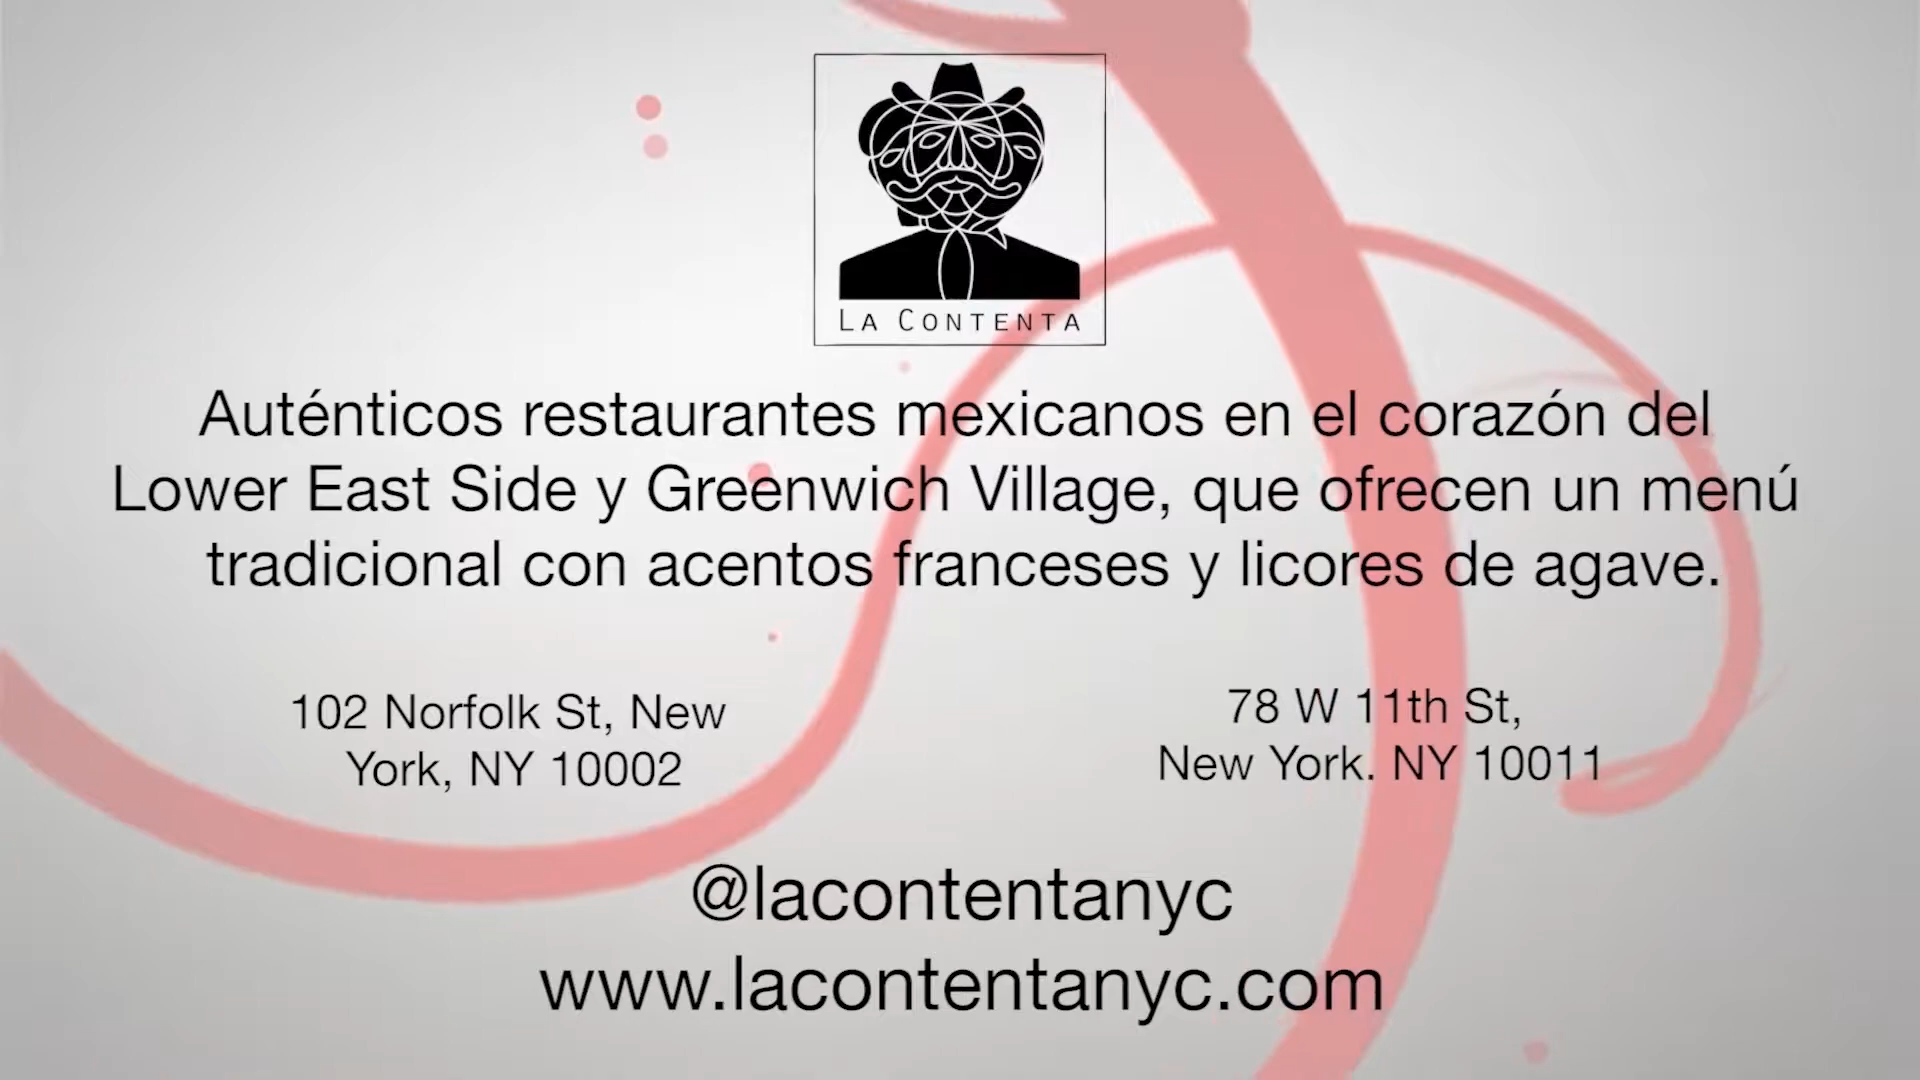 LA CONTENTA
Auténticos restaurantes mexicanos en el corazón del
Lower East Side y Greenwich Village, que ofrecen un menú
tradicional con acentos franceses y licores de agave.
102 Norfolk St, New
York, NY 10002
78 W 11th St,
New York. NY 10011
@lacontentanyc
www.lacontentanyc.com